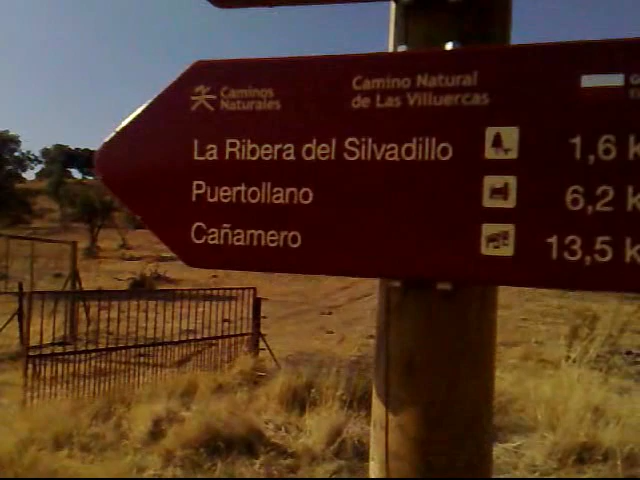 Caminos
Naturales
Camino Natural
de Las Villuercas
La Ribera del Silvadillo 1,6 k
Puertollano 6,2 k
Cañamero 13,5 k